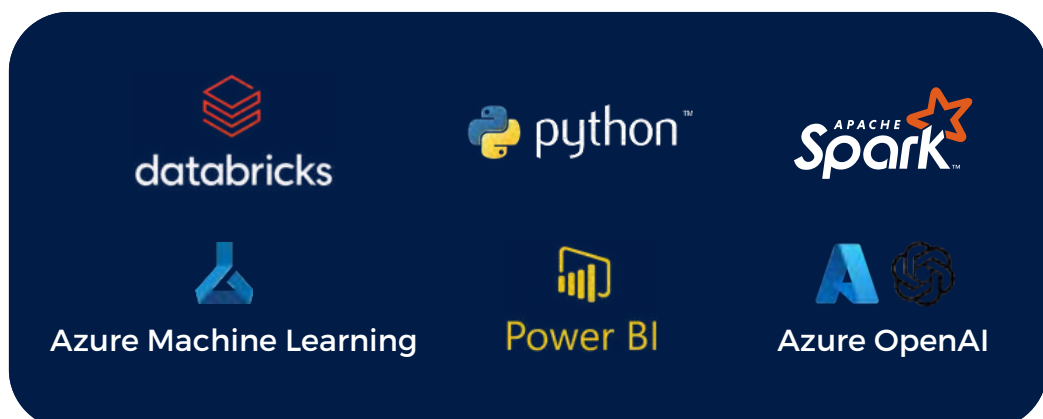 databricks
python™
APACHE
Spark™
Azure Machine Learning
Power BI
Azure OpenAI